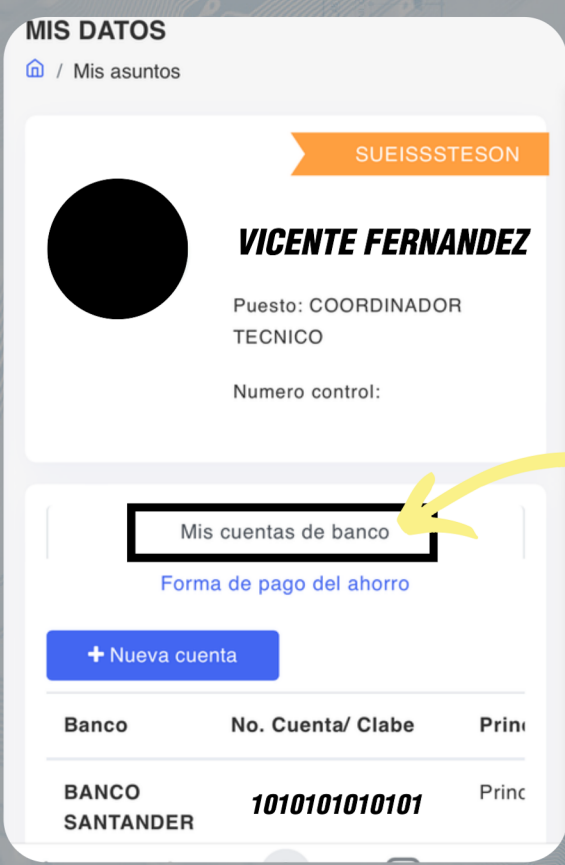 MIS DATOS
/ Mis asuntos
SUEISSSTESON
VICENTE FERNANDEZ
Puesto: COORDINADOR
TECNICO
Numero control:
Mis cuentas de banco
Forma de pago del ahorro
+ Nueva cuenta
Banco No. Cuenta/ Clabe
BANCO
SANTANDER 1010101010101 Princ